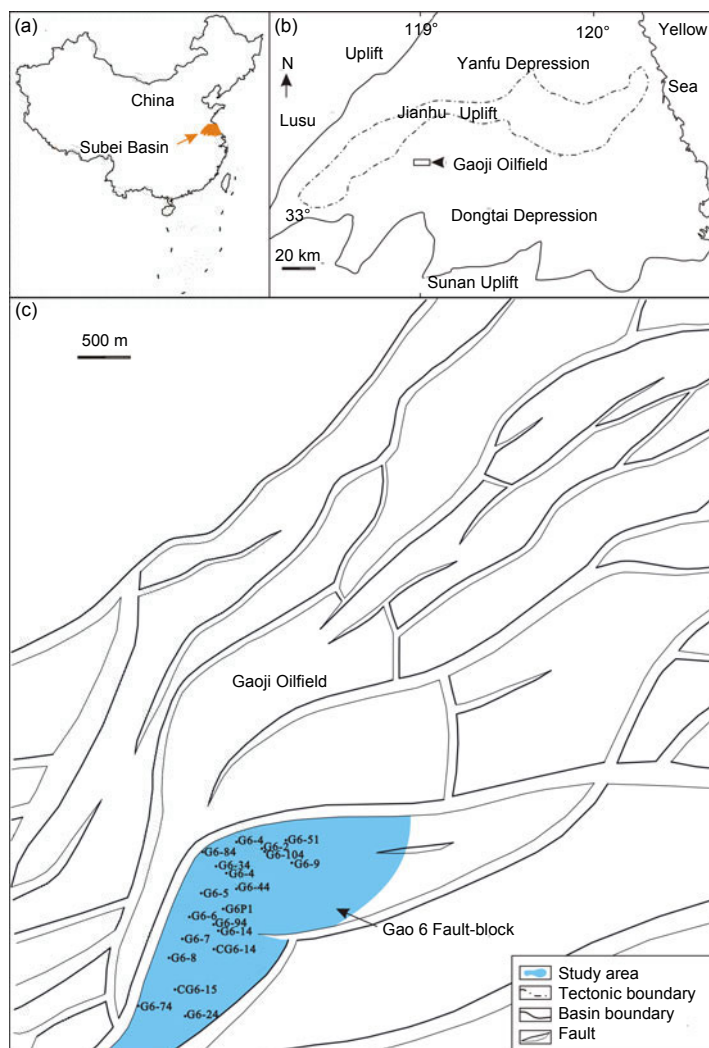 (a)
China
Subei Basin
(b)
119°
120°
Yellow
Uplift
Yanfu Depression
N
Sea
Lusu
Jianhu Uplift
Gaoji Oilfield
33°
Dongtai Depression
20 km
Sunan Uplift
(c)
500 m
Gaoji Oilfield
G6-4
G6-51
G6-2
G6-84
G6-104
G6-34
G6-9
G6-4
G6-44
G6-5
G6P1
G6-6
G6-94
G6-14
G6-7
CG6-14
G6-8
Gao 6 Fault-block
CG6-15
G6-74
G6-24
Study area
Tectonic boundary
Basin boundary
Fault